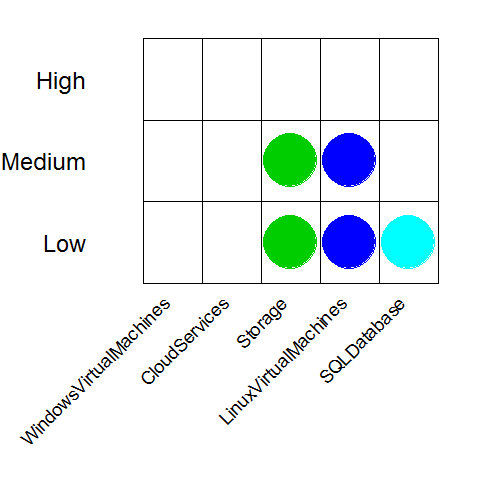 High
Medium
Low
WindowsVirtualMachines
CloudServices
Storage
LinuxVirtualMachines
SQLDatabase